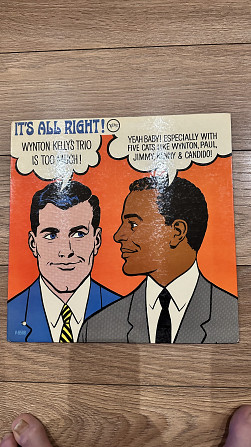 IT'S ALL RIGHT!
WYNTON KELLY'S TRIO
IS TOO MUCH!
YEAH BABY! ESPECIALLY WITH
FIVE CATS LIKE WYNTON, PAUL,
JIMMY, KENNY & CANDIDO!